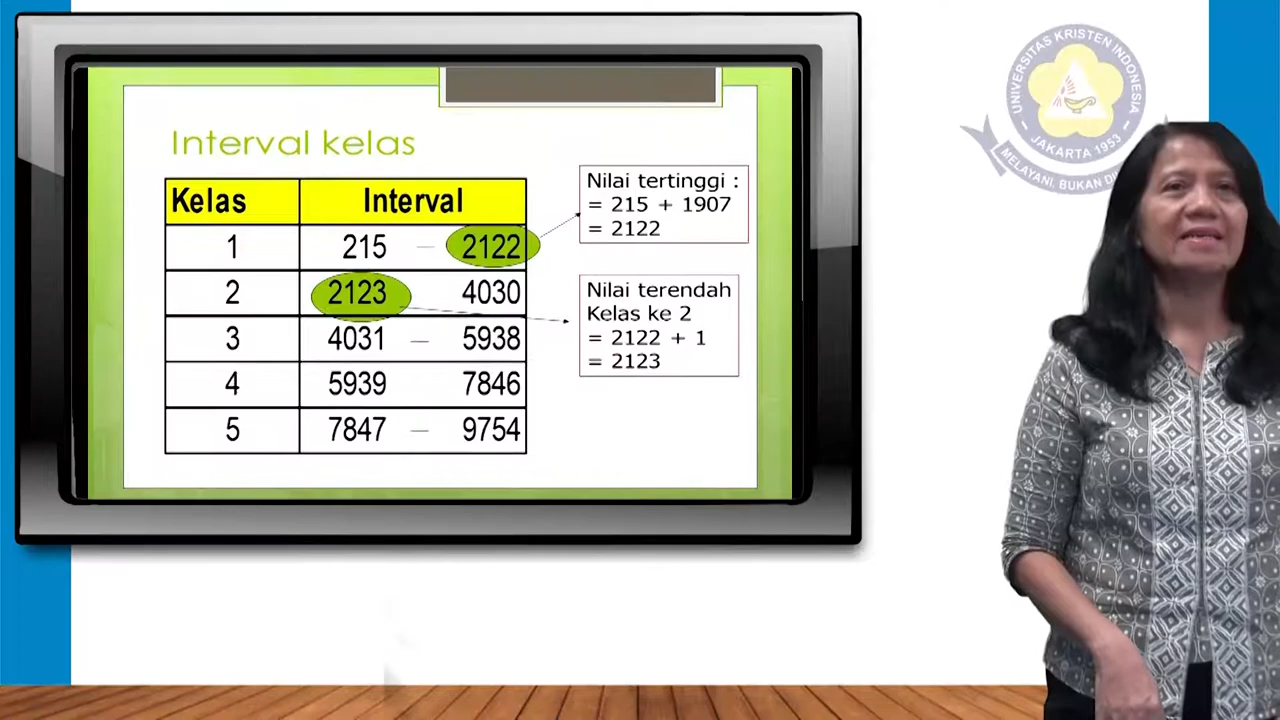 UNIVERSITAS KRISTEN INDONESIA
JAKARTA 1953
MELAYANI, BUKAN
Interval kelas
Kelas Interval
1 215 – 2122
2 2123 4030
3 4031 – 5938
4 5939 7846
5 7847 – 9754
Nilai tertinggi :
= 215 + 1907
= 2122
Nilai terendah
Kelas ke 2
= 2122 + 1
= 2123